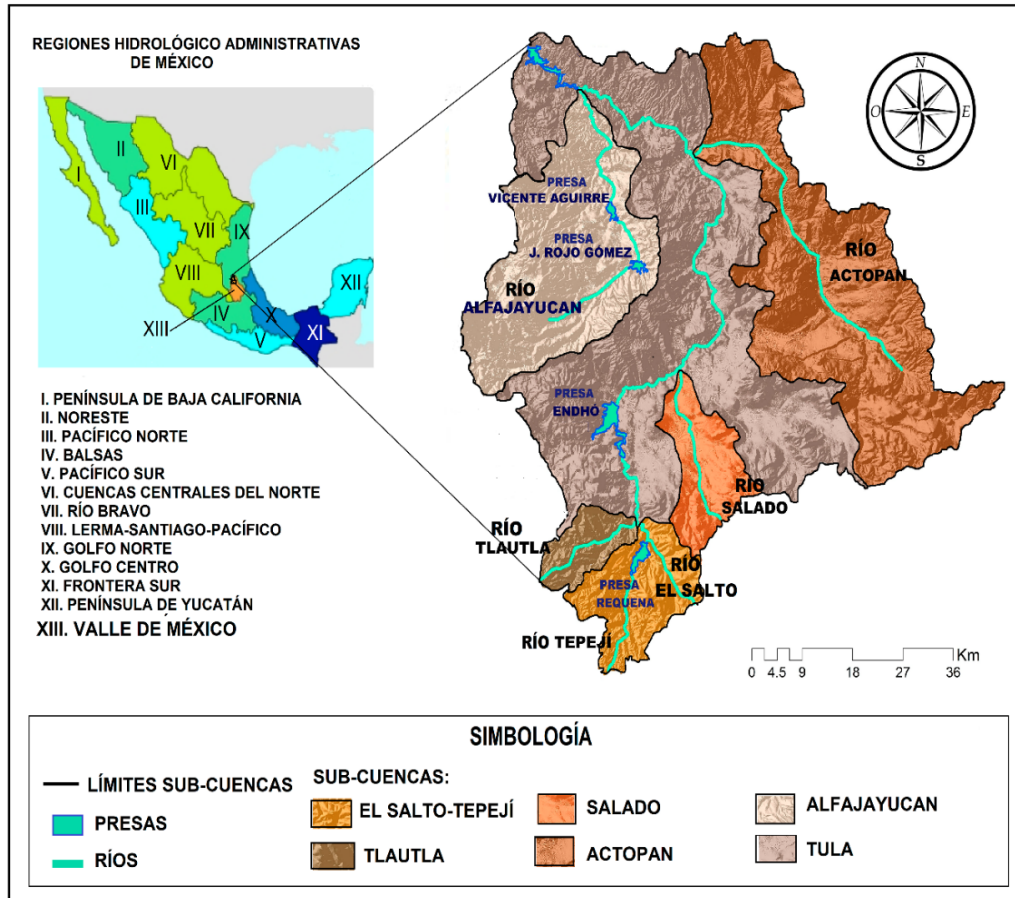 REGIONES HIDROLÓGICO ADMINISTRATIVAS
DE MÉXICO
I
II
III
VI
VII
VIII
IX
XIII
IV
V
X
XI
XII
I. PENÍNSULA DE BAJA CALIFORNIA
II. NORESTE
III. PACÍFICO NORTE
IV. BALSAS
V. PACÍFICO SUR
VI. CUENCAS CENTRALES DEL NORTE
VII. RÍO BRAVO
VIII. LERMA-SANTIAGO-PACÍFICO
IX. GOLFO NORTE
X. GOLFO CENTRO
XI. FRONTERA SUR
XII. PENÍNSULA DE YUCATÁN
XIII. VALLE DE MÉXICO
N
O
E
S
PRESA
VICENTE AGUIRRE
PRESA
J. ROJO GÓMEZ
RÍO
ALFAJAYUCAN
RÍO
ACTOPAN
PRESA
ENDHÓ
RÍO
SALADO
RÍO
TLAUTLA
RÍO
EL SALTO
PRESA
REQUENA
RÍO TEPEJÍ
Km
0 4.5 9 18 27 36
SIMBOLOGÍA
LÍMITES SUB-CUENCAS
PRESAS
RÍOS
SUB-CUENCAS:
EL SALTO-TEPEJÍ
TLAUTLA
SALADO
ACTOPAN
ALFAJAYUCAN
TULA